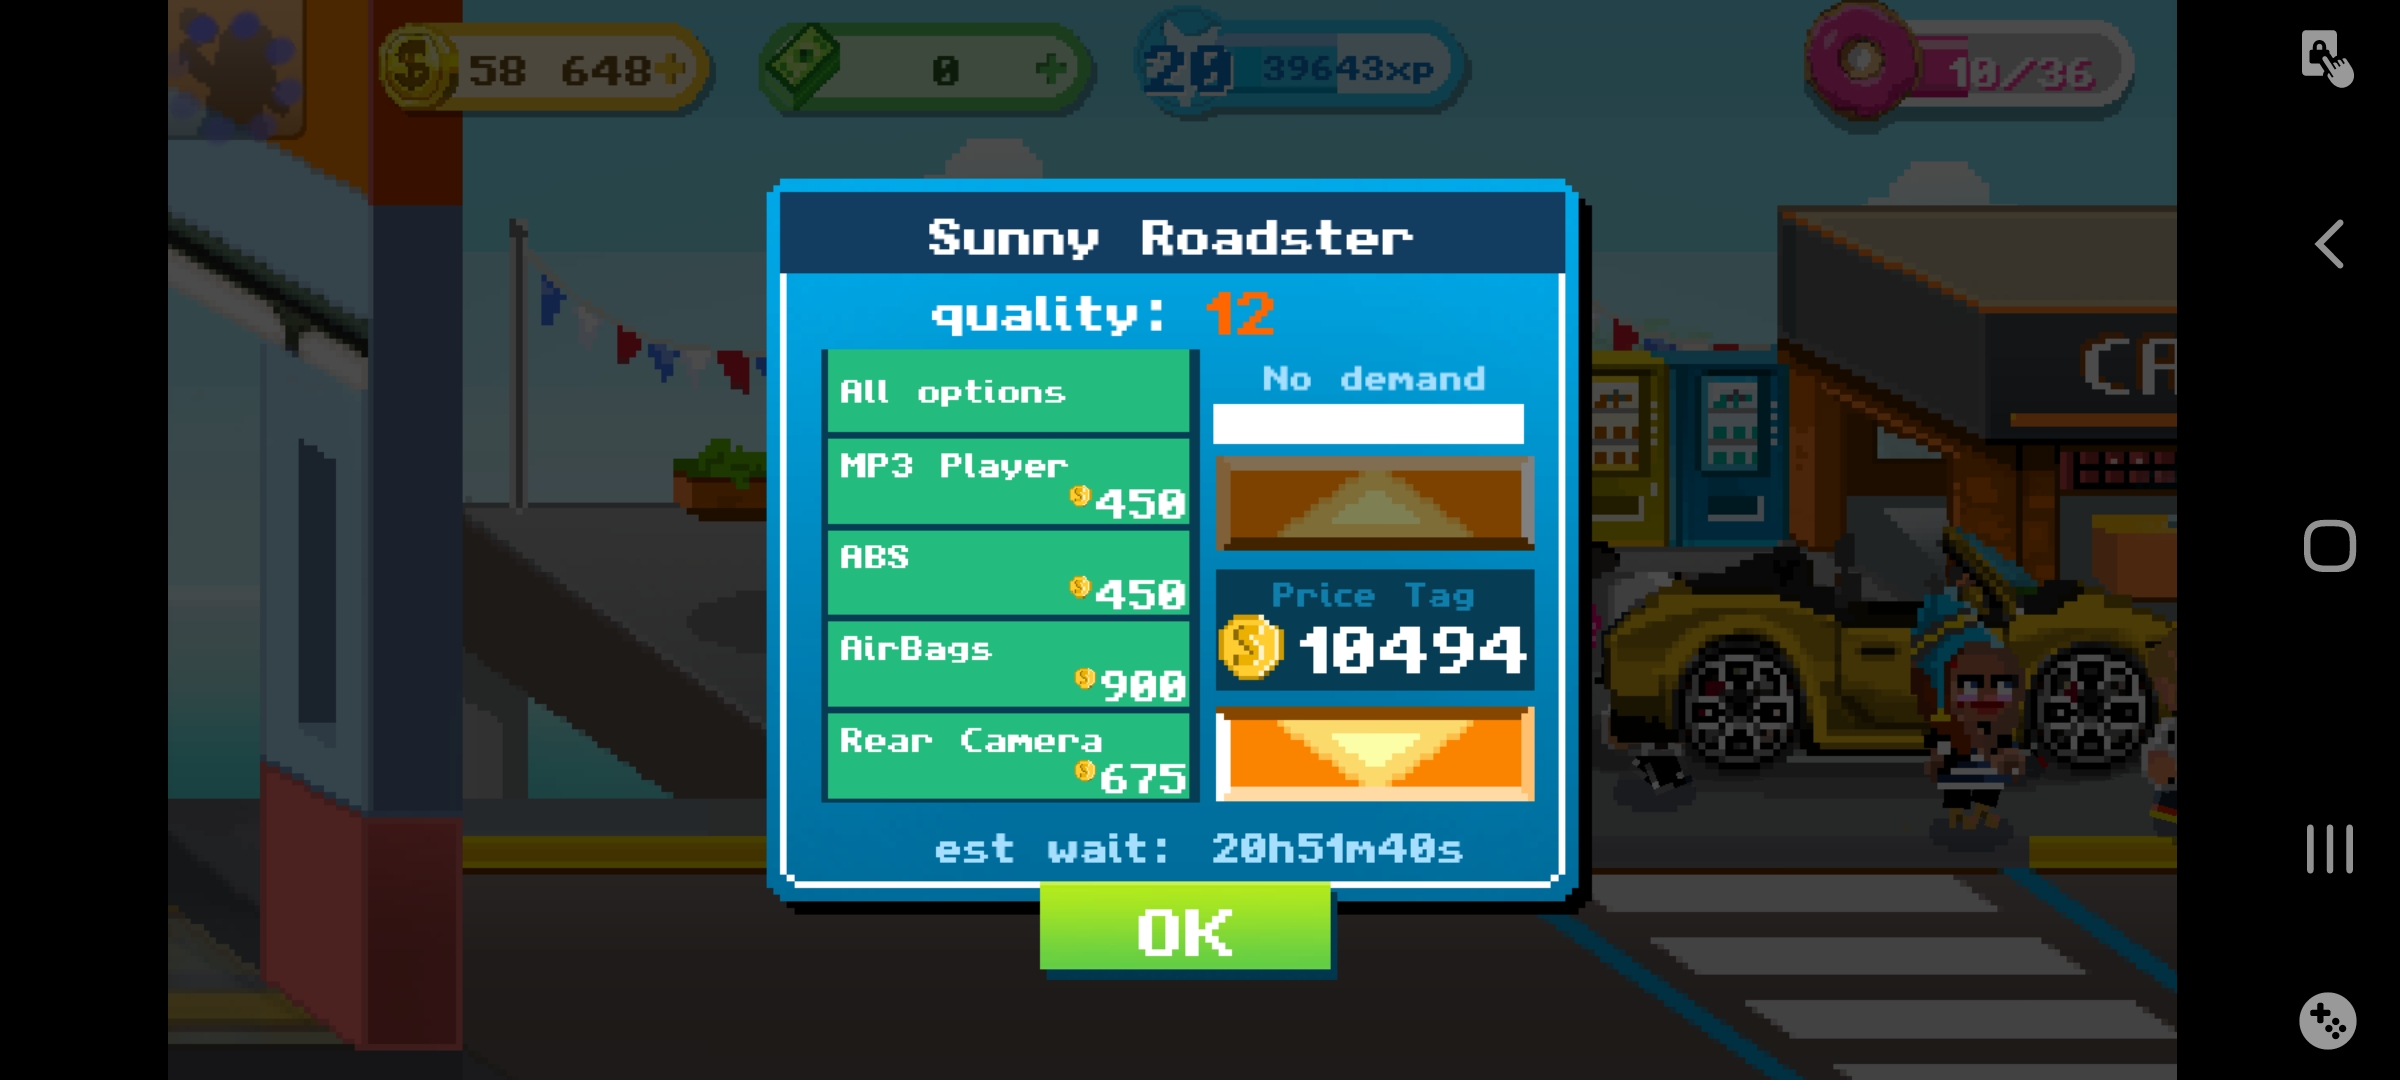 58 648+
0 +
20 39643xp
10/36
Sunny Roadster
quality: 12
All options
MP3 Player
450
ABS
450
AirBags
900
Rear Camera
675
No demand
Price Tag
10494
est wait: 20h51m40s
OK